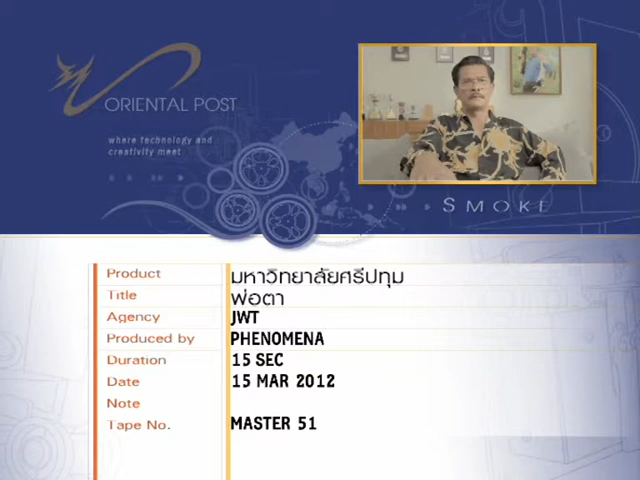 ORIENTAL POST
where technology and
creativity meet
SMOKE
Product มหาวิทยาลัยศรีปทุม
Title พ่อตา
Agency JWT
Produced by PHENOMENA
Duration 15 SEC
Date 15 MAR 2012
Note
Tape No. MASTER 51